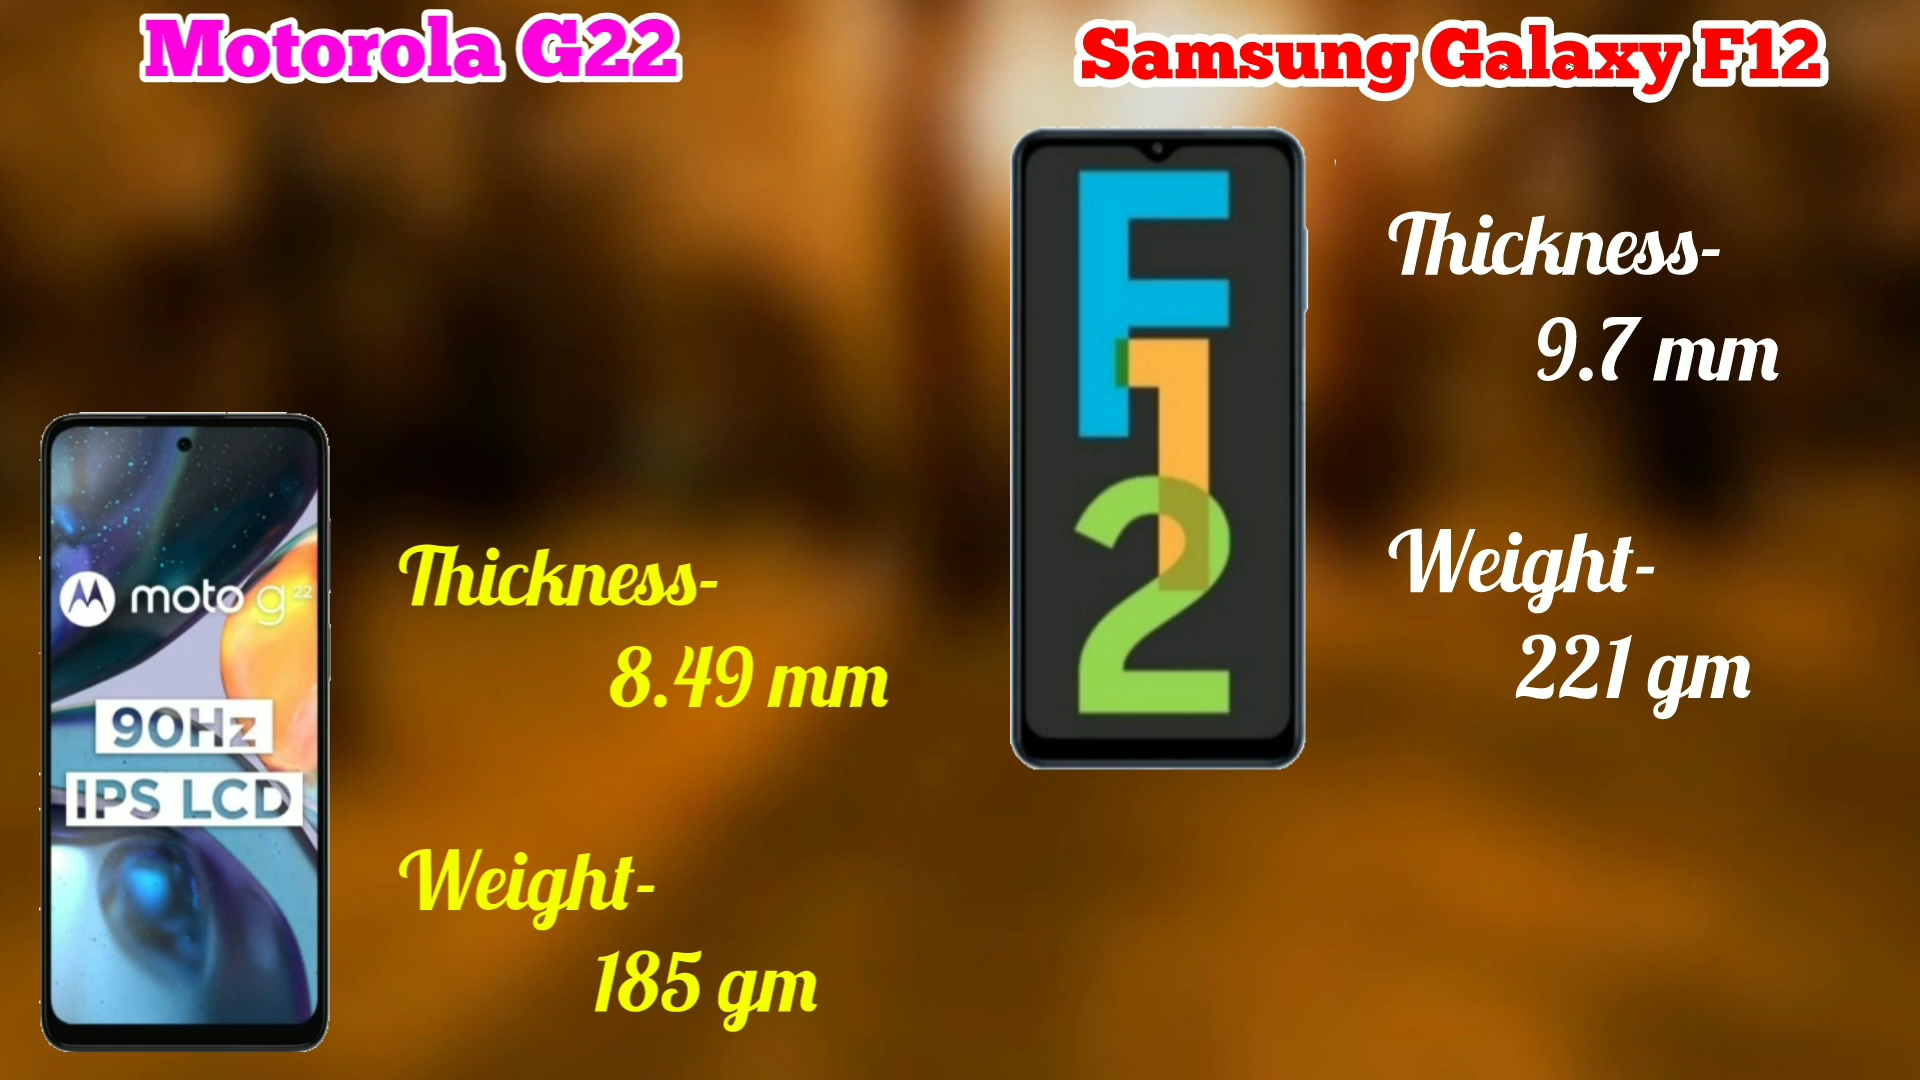 Motorola G22
Samsung Galaxy F12
moto g22
90Hz
IPS LCD
Thickness-
8.49 mm
Weight-
185 gm
F12
Thickness-
9.7 mm
Weight-
221 gm